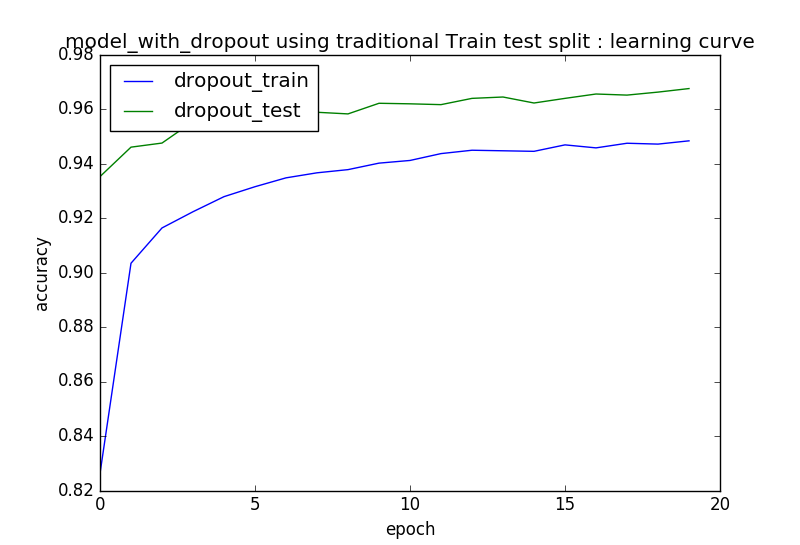 model_with_dropout using traditional Train test split : learning curve
dropout_train
dropout_test
0.98
0.96
0.94
0.92
0.90
0.88
0.86
0.84
0.82
accuracy
0 5 10 15 20
epoch